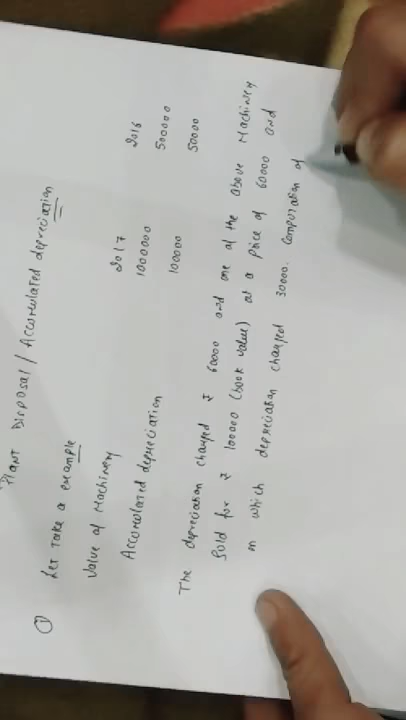 Plant Disposal / Accumulated depreciation
① Let Take a example
2017 2016
Value of Machinery 1000000 500000
Accumulated depreciation 100000 50000
The depreciation charged ₹ 60000 and one of the above Machinery
Sold for ₹ 100000 (book value) at a price of 60000 and
on which depreciation charged 30000. Computation of